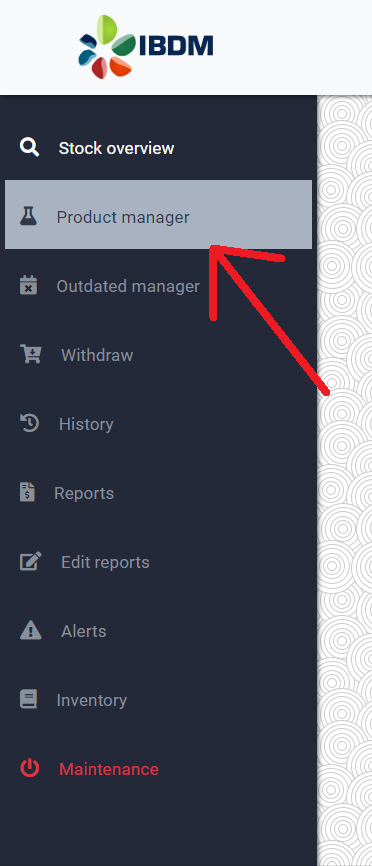 IBDM
Stock overview
Product manager
Outdated manager
Withdraw
History
Reports
Edit reports
Alerts
Inventory
Maintenance